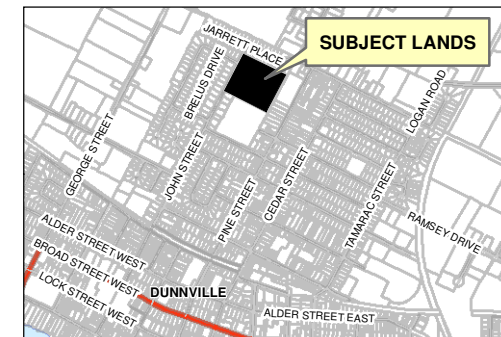 JARRETT PLACE
SUBJECT LANDS
BRELUS DRIVE
LOGAN ROAD
GEORGE STREET
JOHN STREET
PINE STREET
CEDAR STREET
TAMARAC STREET
RAMSEY DRIVE
ALDER STREET WEST
BROAD STREET WEST
LOCK STREET WEST
DUNNVILLE
ALDER STREET EAST